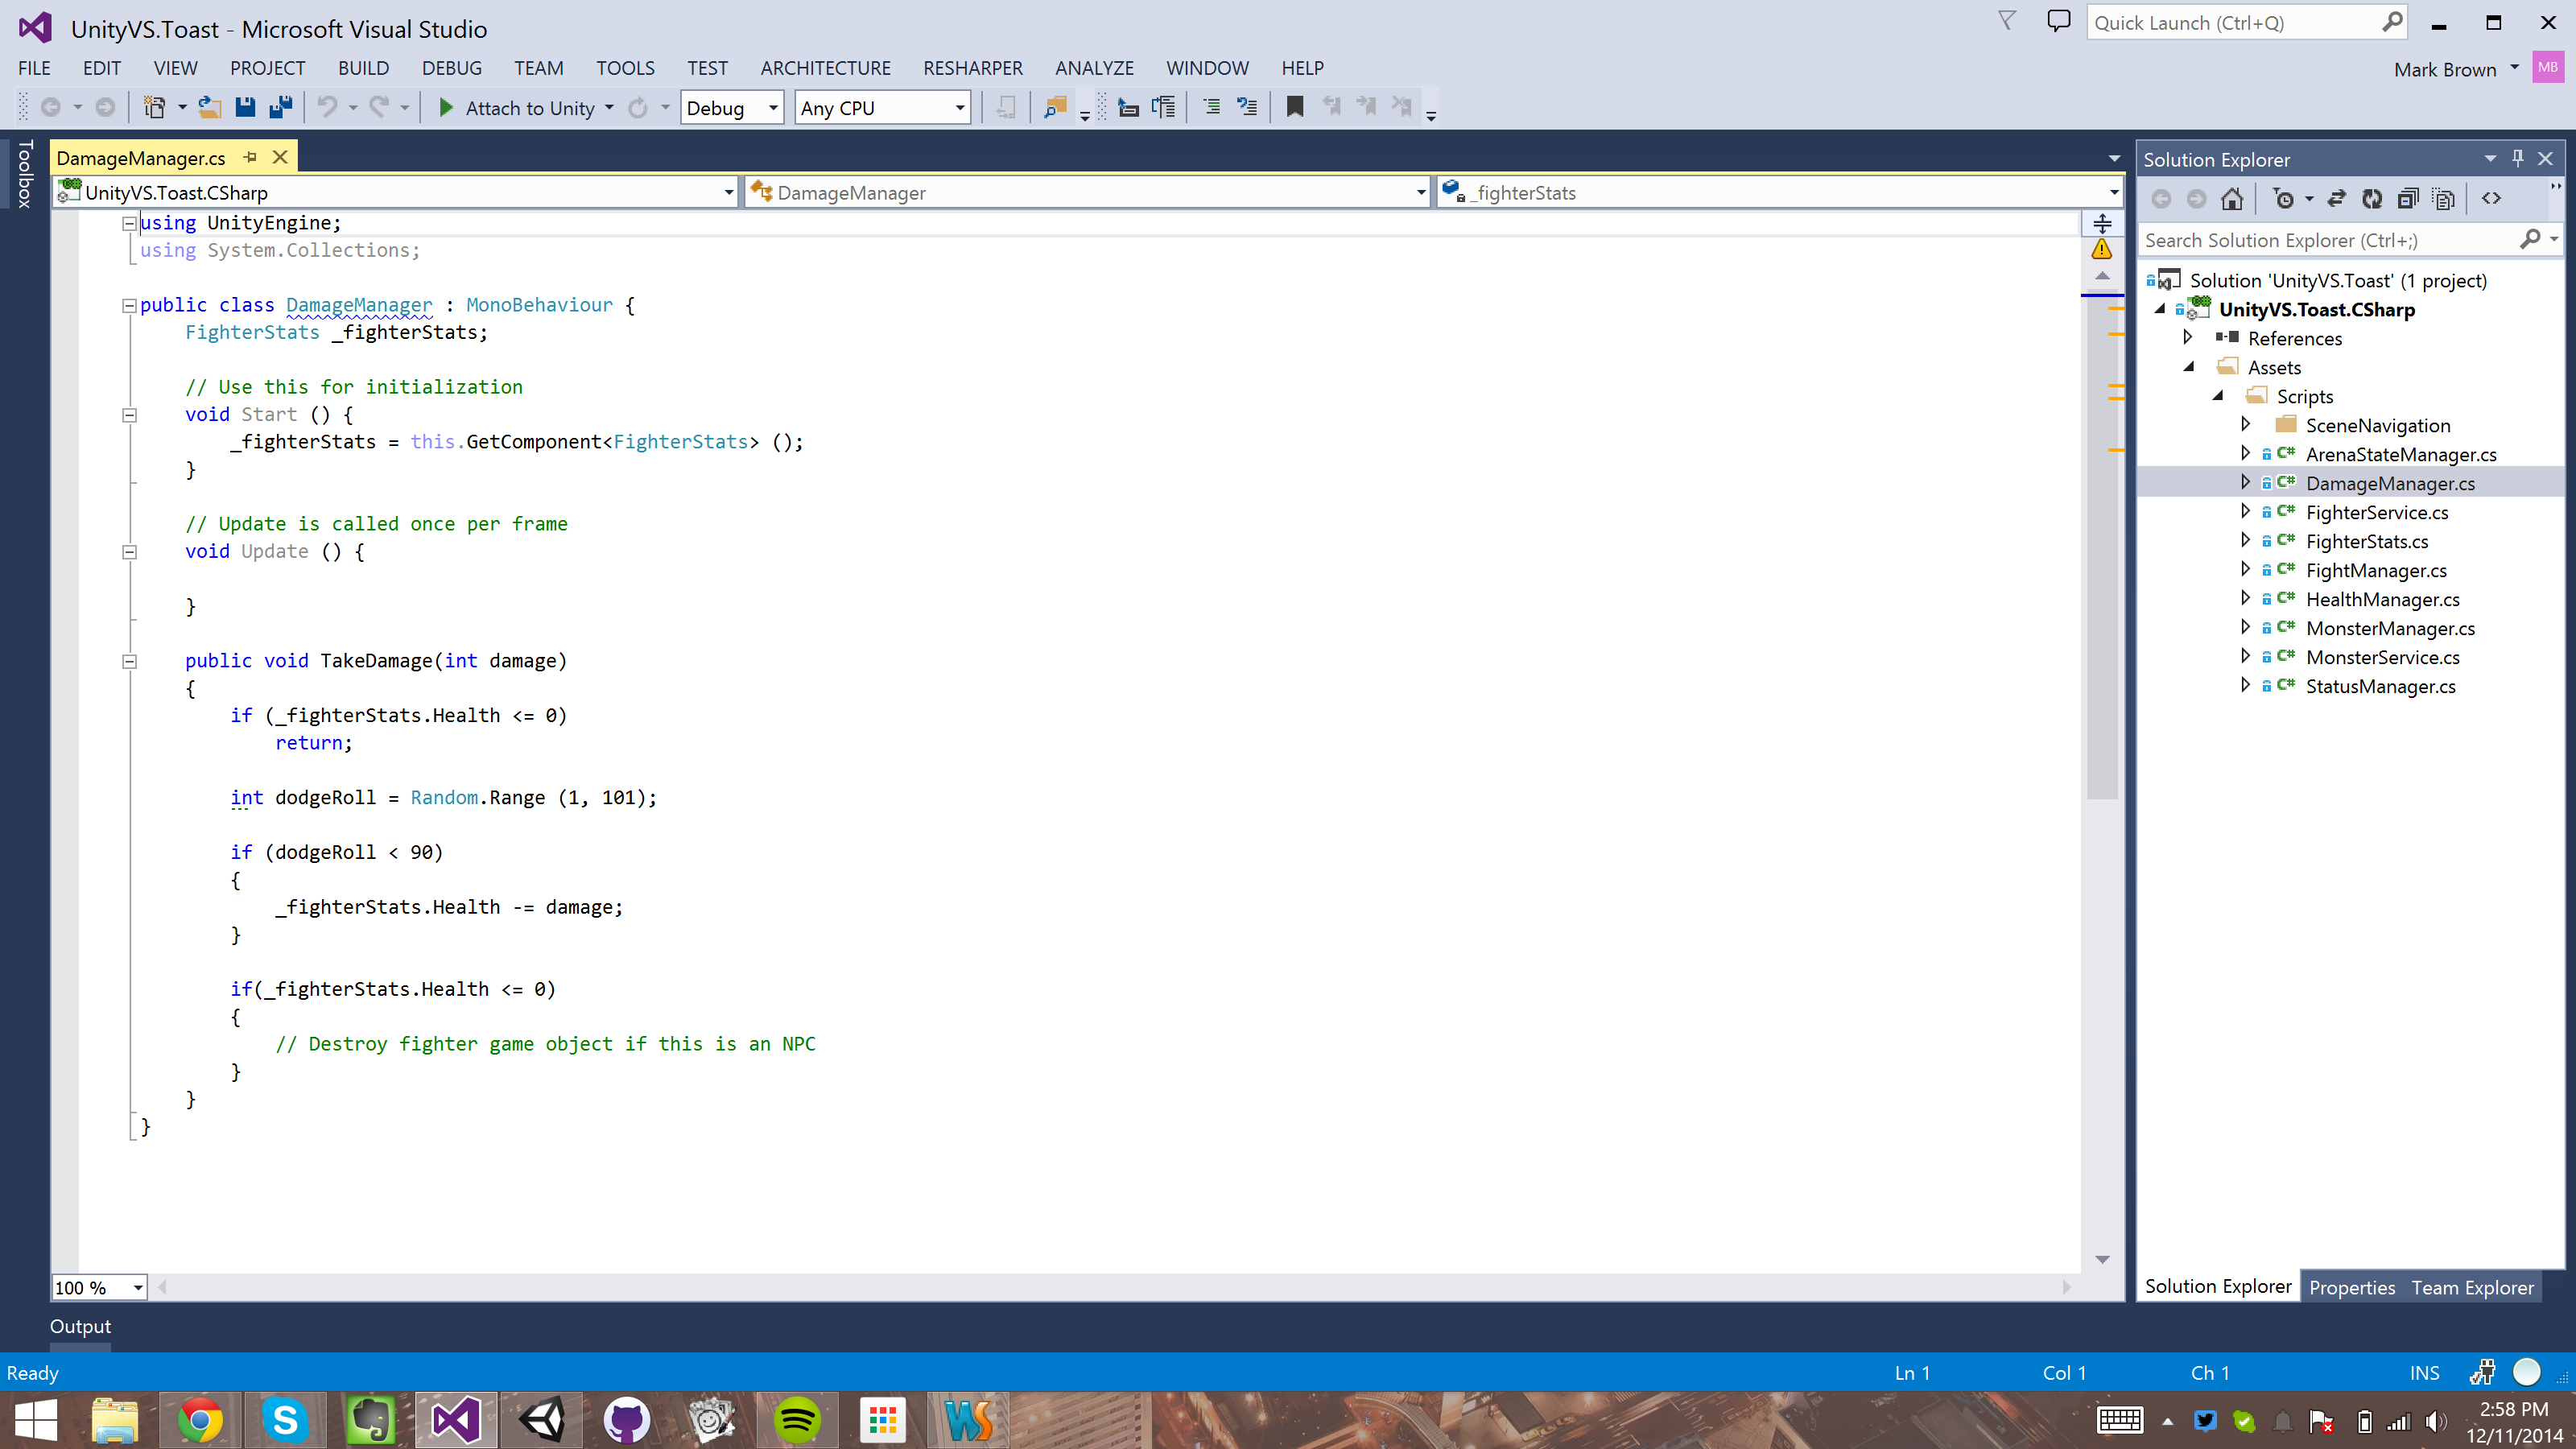 UnityVS.Toast - Microsoft Visual Studio
Quick Launch (Ctrl+Q)
FILE EDIT VIEW PROJECT BUILD DEBUG TEAM TOOLS TEST ARCHITECTURE RESHARPER ANALYZE WINDOW HELP
Mark Brown MB
Attach to Unity Debug Any CPU
Toolbox
DamageManager.cs
UnityVS.Toast.CSharp DamageManager _fighterStats
using UnityEngine;
using System.Collections;
public class DamageManager : MonoBehaviour {
FighterStats _fighterStats;
// Use this for initialization
void Start () {
_fighterStats = this.GetComponent<FighterStats> ();
}
// Update is called once per frame
void Update () {
}
public void TakeDamage(int damage)
{
if (_fighterStats.Health <= 0)
return;
int dodgeRoll = Random.Range (1, 101);
if (dodgeRoll < 90)
{
_fighterStats.Health -= damage;
}
if(_fighterStats.Health <= 0)
{
// Destroy fighter game object if this is an NPC
}
}
}
100 %
Solution Explorer
Search Solution Explorer (Ctrl+;)
Solution 'UnityVS.Toast' (1 project)
UnityVS.Toast.CSharp
References
Assets
Scripts
SceneNavigation
C# ArenaStateManager.cs
C# DamageManager.cs
C# FighterService.cs
C# FighterStats.cs
C# FightManager.cs
C# HealthManager.cs
C# MonsterManager.cs
C# MonsterService.cs
C# StatusManager.cs
Solution Explorer Properties Team Explorer
Output
Ready Ln 1 Col 1 Ch 1 INS
S WS
2:58 PM
12/11/2014